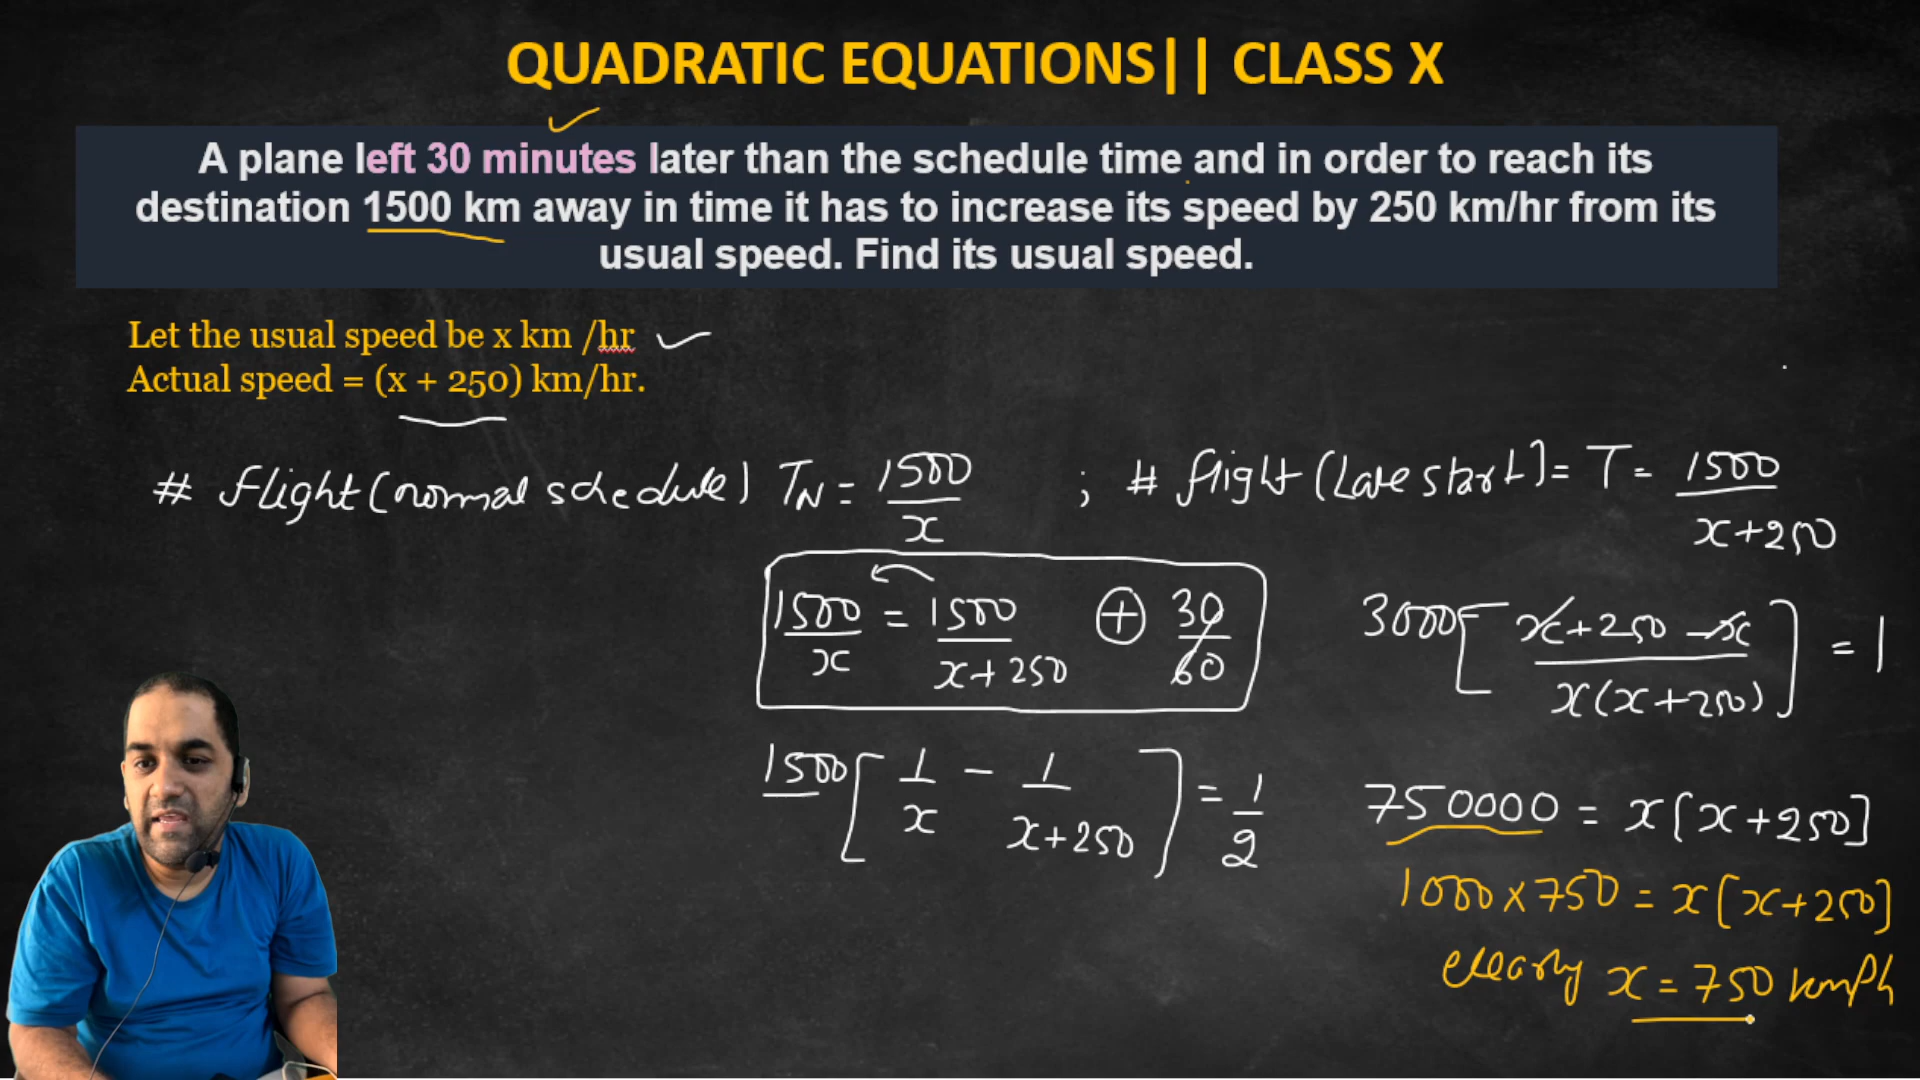 QUADRATIC EQUATIONS|| CLASS X
A plane left 30 minutes later than the schedule time and in order to reach its
destination 1500 km away in time it has to increase its speed by 250 km/hr from its
usual speed. Find its usual speed.
Let the usual speed be x km /hr
Actual speed = (x + 250) km/hr.
# flight (normal schedule) T_N = 1500/x ; # flight (Late start) = T = 1500/(x+250)
1500/x = 1500/(x+250) ⊕ 30/60
1500[1/x - 1/(x+250)] = 1/2
3000[(x+250-x)/(x(x+250))] = 1
750000 = x[x+250]
1000×750 = x[x+250]
clearly x = 750 kmph